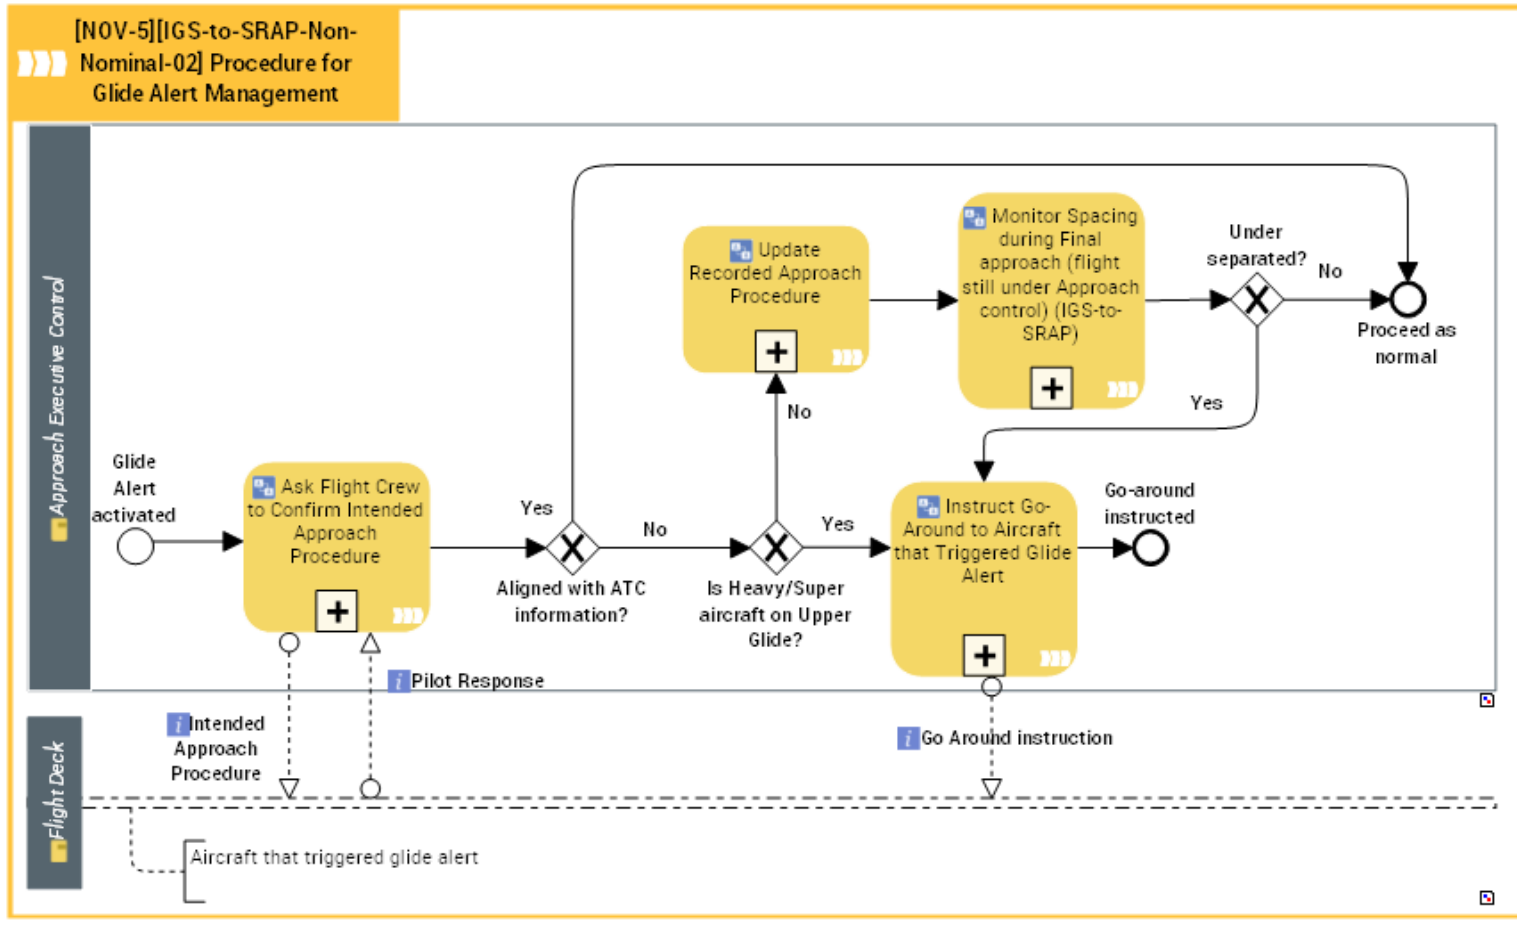 [NOV-5][IGS-to-SRAP-Non-
Nominal-02] Procedure for
Glide Alert Management
Approach Executive Control
Glide
Alert
activated
Ask Flight Crew
to Confirm Intended
Approach
Procedure
Yes
Aligned with ATC
information?
No
Is Heavy/Super
aircraft on Upper
Glide?
No
Yes
Update
Recorded Approach
Procedure
Monitor Spacing
during Final
approach (flight
still under Approach
control) (IGS-to-
SRAP)
Under
separated?
No
Yes
Proceed as
normal
Instruct Go-
Around to Aircraft
that Triggered Glide
Alert
Go-around
instructed
Pilot Response
Intended
Approach
Procedure
Go Around instruction
Flight Deck
Aircraft that triggered glide alert